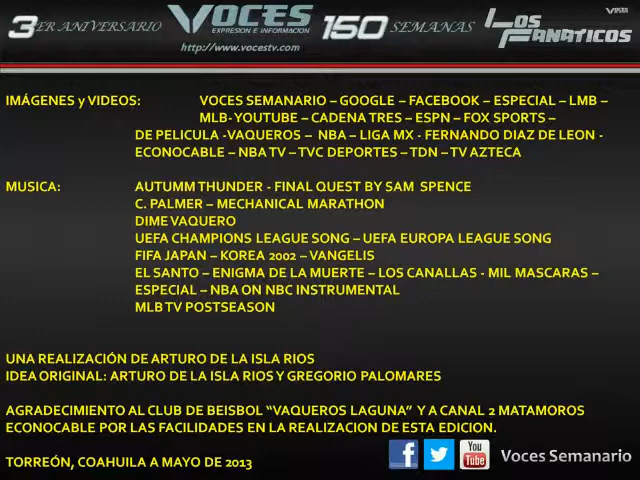 3ER ANIVERSARIO VOCES EXPRESION E INFORMACION 150 SEMANAS LOS FANATICOS
http://www.vocestv.com
IMÁGENES y VIDEOS: VOCES SEMANARIO – GOOGLE – FACEBOOK – ESPECIAL – LMB –
MLB- YOUTUBE – CADENA TRES – ESPN – FOX SPORTS –
DE PELICULA -VAQUEROS – NBA – LIGA MX - FERNANDO DIAZ DE LEON -
ECONOCABLE – NBA TV – TVC DEPORTES – TDN – TV AZTECA
MUSICA: AUTUMM THUNDER - FINAL QUEST BY SAM SPENCE
C. PALMER – MECHANICAL MARATHON
DIME VAQUERO
UEFA CHAMPIONS LEAGUE SONG – UEFA EUROPA LEAGUE SONG
FIFA JAPAN – KOREA 2002 – VANGELIS
EL SANTO – ENIGMA DE LA MUERTE – LOS CANALLAS - MIL MASCARAS –
ESPECIAL – NBA ON NBC INSTRUMENTAL
MLB TV POSTSEASON
UNA REALIZACIÓN DE ARTURO DE LA ISLA RIOS
IDEA ORIGINAL: ARTURO DE LA ISLA RIOS Y GREGORIO PALOMARES
AGRADECIMIENTO AL CLUB DE BEISBOL “VAQUEROS LAGUNA” Y A CANAL 2 MATAMOROS
ECONOCABLE POR LAS FACILIDADES EN LA REALIZACION DE ESTA EDICION.
TORREÓN, COAHUILA A MAYO DE 2013
f You Tube Voces Semanario